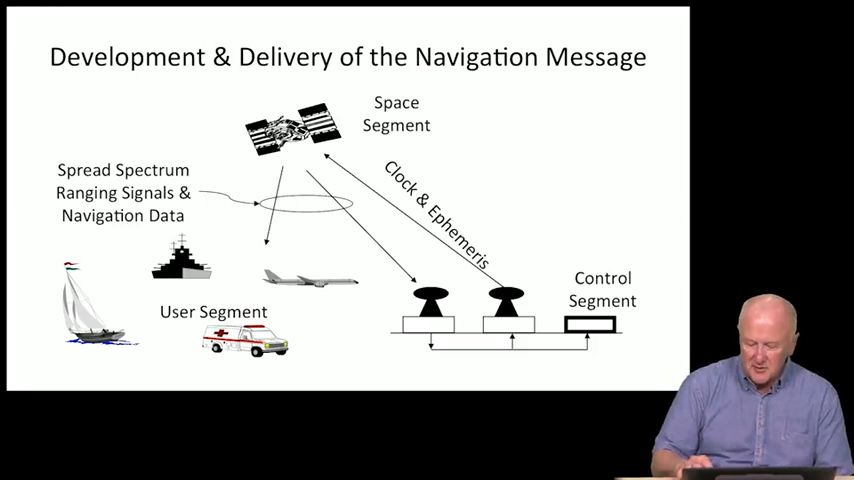 Development & Delivery of the Navigation Message
Space
Segment
Spread Spectrum
Ranging Signals &
Navigation Data
Clock & Ephemeris
Control
Segment
User Segment